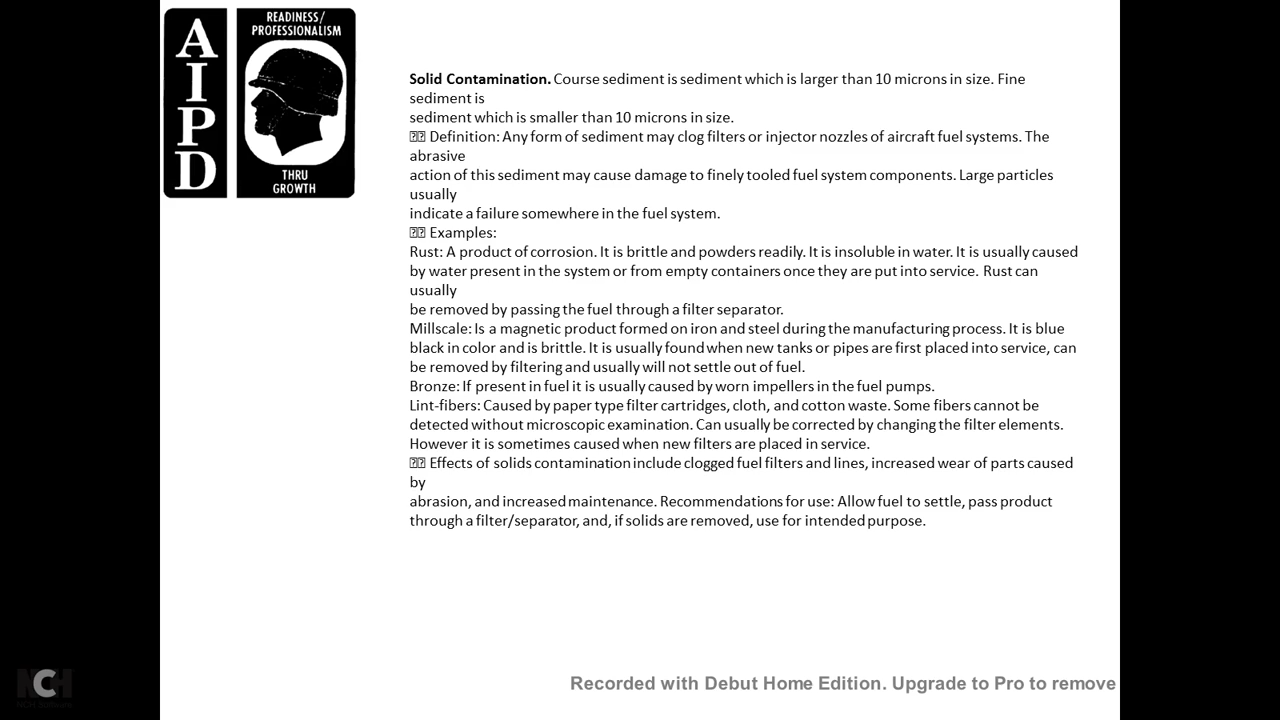 A
I
P
D
READINESS/
PROFESSIONALISM
THRU
GROWTH
Solid Contamination. Course sediment is sediment which is larger than 10 microns in size. Fine
sediment is
sediment which is smaller than 10 microns in size.
Definition: Any form of sediment may clog filters or injector nozzles of aircraft fuel systems. The
abrasive
action of this sediment may cause damage to finely tooled fuel system components. Large particles
usually
indicate a failure somewhere in the fuel system.
Examples:
Rust: A product of corrosion. It is brittle and powders readily. It is insoluble in water. It is usually caused
by water present in the system or from empty containers once they are put into service. Rust can
usually
be removed by passing the fuel through a filter separator.
Millscale: Is a magnetic product formed on iron and steel during the manufacturing process. It is blue
black in color and is brittle. It is usually found when new tanks or pipes are first placed into service, can
be removed by filtering and usually will not settle out of fuel.
Bronze: If present in fuel it is usually caused by worn impellers in the fuel pumps.
Lint-fibers: Caused by paper type filter cartridges, cloth, and cotton waste. Some fibers cannot be
detected without microscopic examination. Can usually be corrected by changing the filter elements.
However it is sometimes caused when new filters are placed in service.
Effects of solids contamination include clogged fuel filters and lines, increased wear of parts caused
by
abrasion, and increased maintenance. Recommendations for use: Allow fuel to settle, pass product
through a filter/separator, and, if solids are removed, use for intended purpose.
NCH
NCH Software
Recorded with Debut Home Edition. Upgrade to Pro to remove